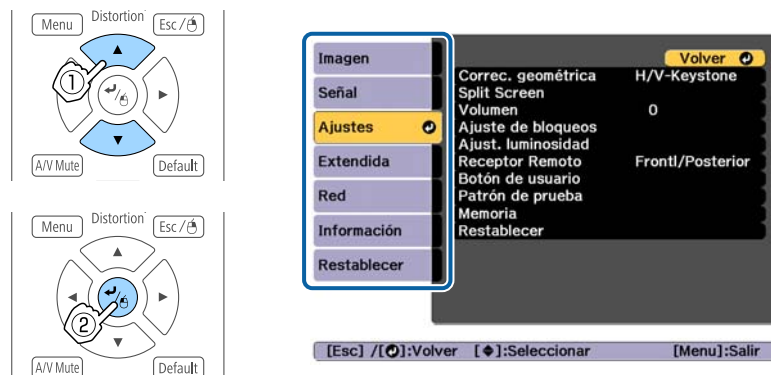 Menu
Distortion
Esc/
1
A/V Mute
Default
Menu
Distortion
Esc/
2
A/V Mute
Default
Imagen
Señal
Ajustes
Extendida
Red
Información
Restablecer
Volver
Correc. geométrica H/V-Keystone
Split Screen
Volumen 0
Ajuste de bloqueos
Ajust. luminosidad
Receptor Remoto Frontl/Posterior
Botón de usuario
Patrón de prueba
Memoria
Restablecer
[Esc] /[ ]:Volver [ ]:Seleccionar [Menu]:Salir